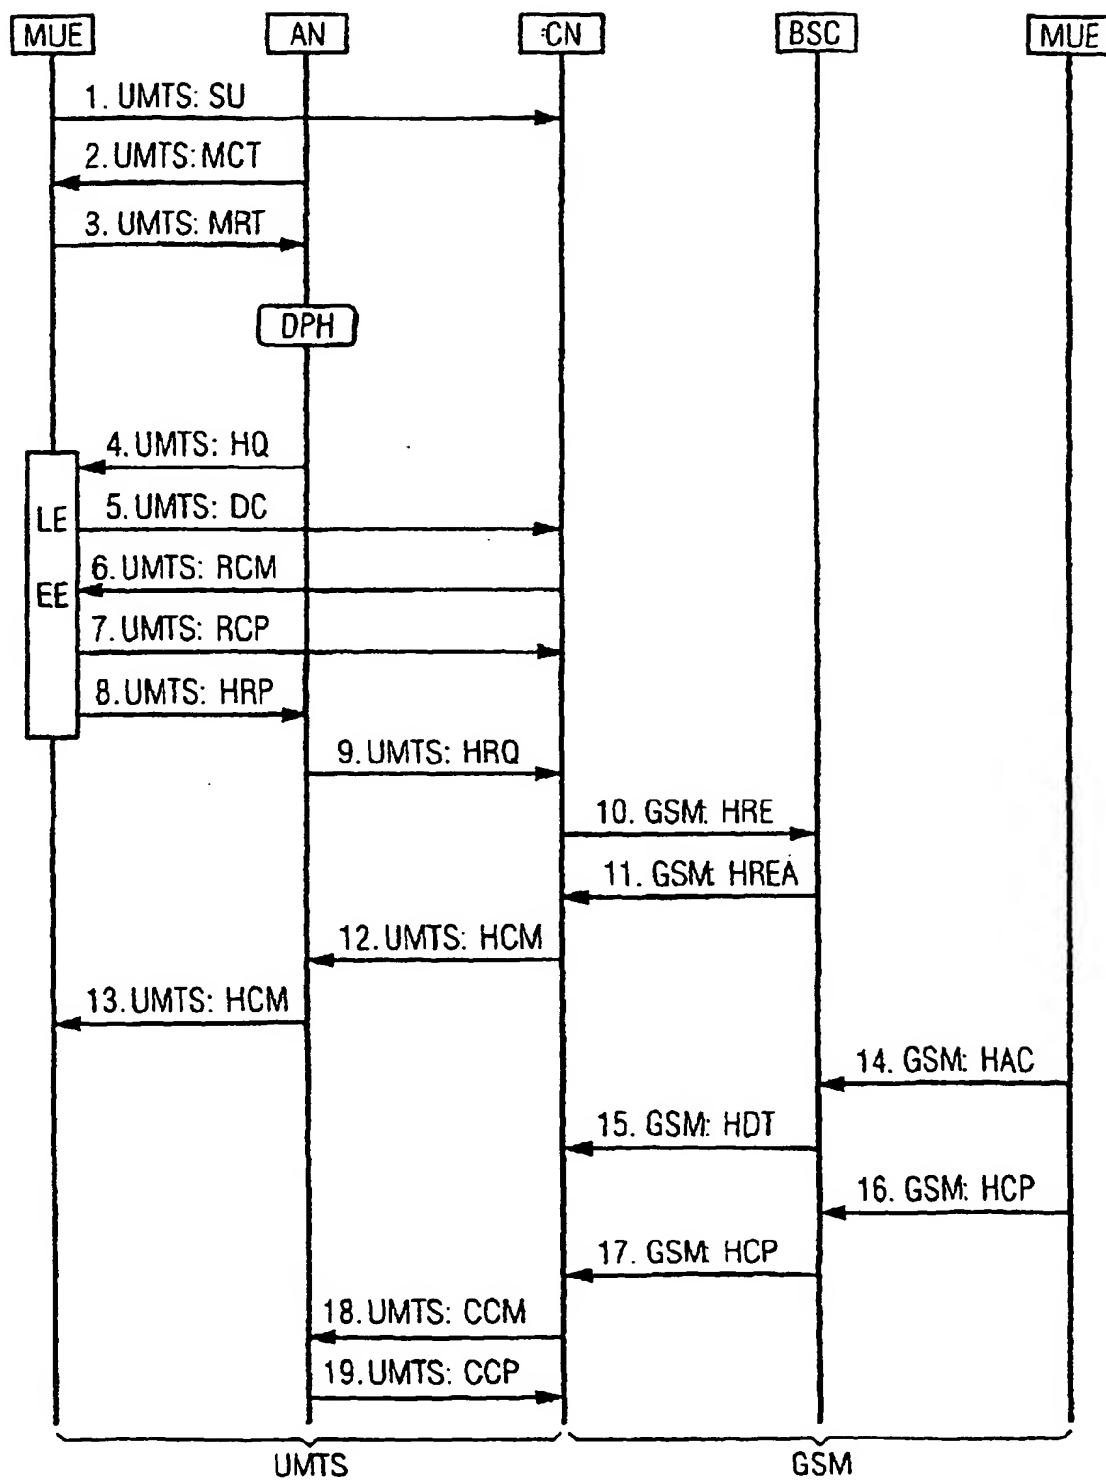 MUE AN CN BSC MUE
1. UMTS: SU
2. UMTS: MCT
3. UMTS: MRT
DPH
4. UMTS: HQ
LE
5. UMTS: DC
6. UMTS: RCM
EE
7. UMTS: RCP
8. UMTS: HRP
9. UMTS: HRQ
10. GSM: HRE
11. GSM: HREA
12. UMTS: HCM
13. UMTS: HCM
14. GSM: HAC
15. GSM: HDT
16. GSM: HCP
17. GSM: HCP
18. UMTS: CCM
19. UMTS: CCP
UMTS GSM